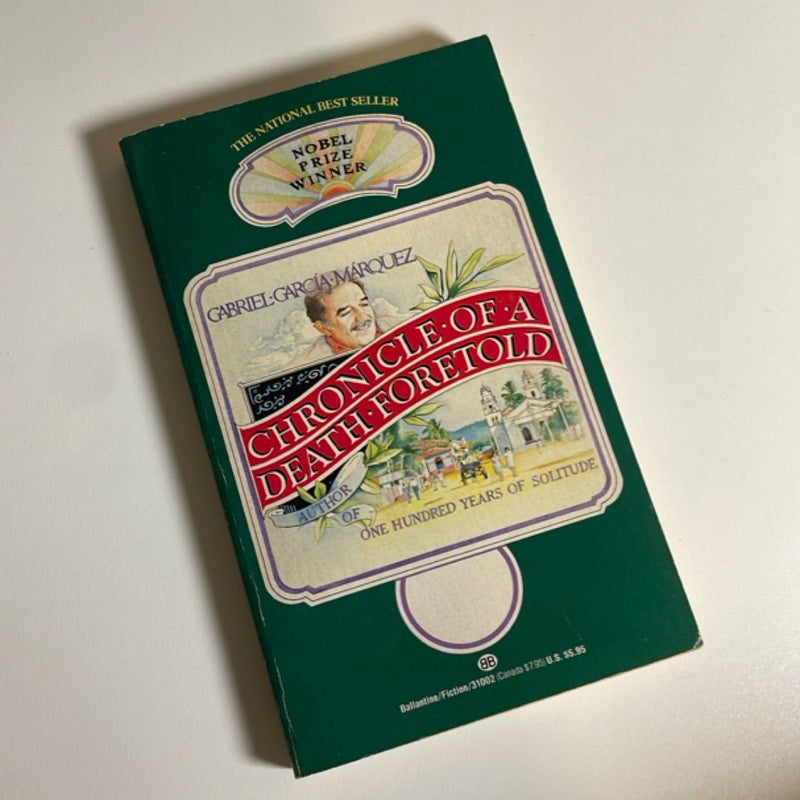 THE NATIONAL BEST SELLER
NOBEL
PRIZE
WINNER
GABRIEL·GARCÍA·MÁRQUEZ
CHRONICLE·OF·A
DEATH·FORETOLD
AUTHOR
OF
ONE HUNDRED YEARS OF SOLITUDE
BB
Ballantine/Fiction/31002 (Canada $7.95) U.S. $5.95